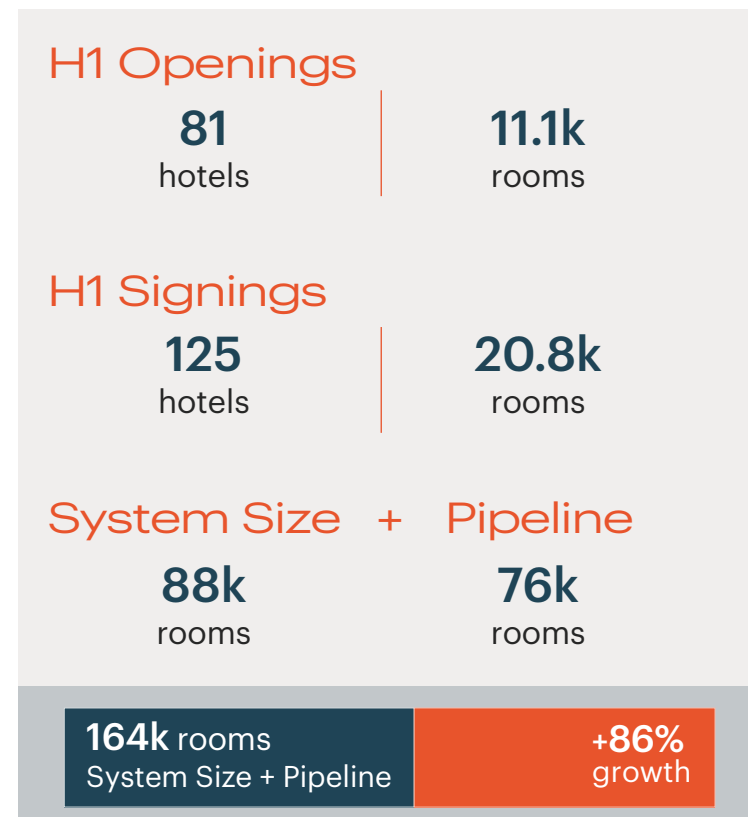 H1 Openings
81 11.1k
hotels rooms
H1 Signings
125 20.8k
hotels rooms
System Size + Pipeline
88k 76k
rooms rooms
164k rooms +86%
System Size + Pipeline growth